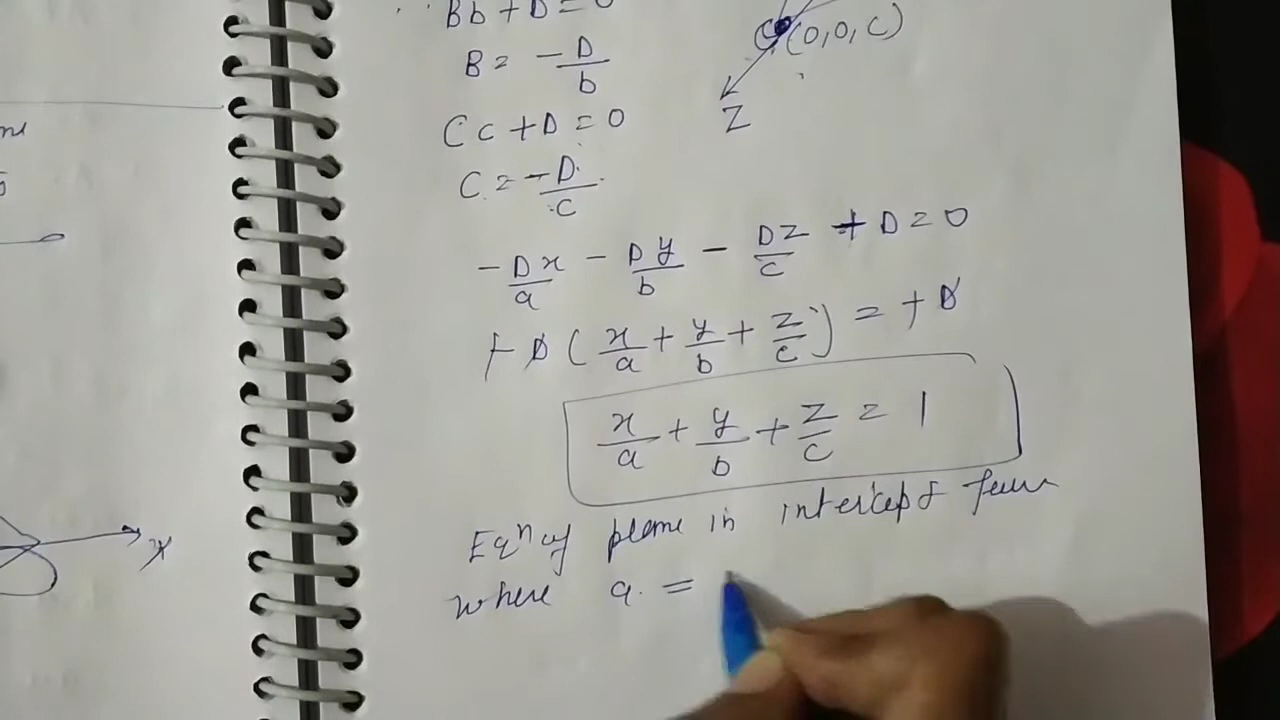 Bb + D = 0
B = -D/b
C(0,0,C)
Z
Cc + D = 0
C = -D/c
-Dx/a - Dy/b - Dz/c + D = 0
-D(x/a + y/b + z/c) = +D
x/a + y/b + z/c = 1
Eqn of plane in intercept form
where a =
X